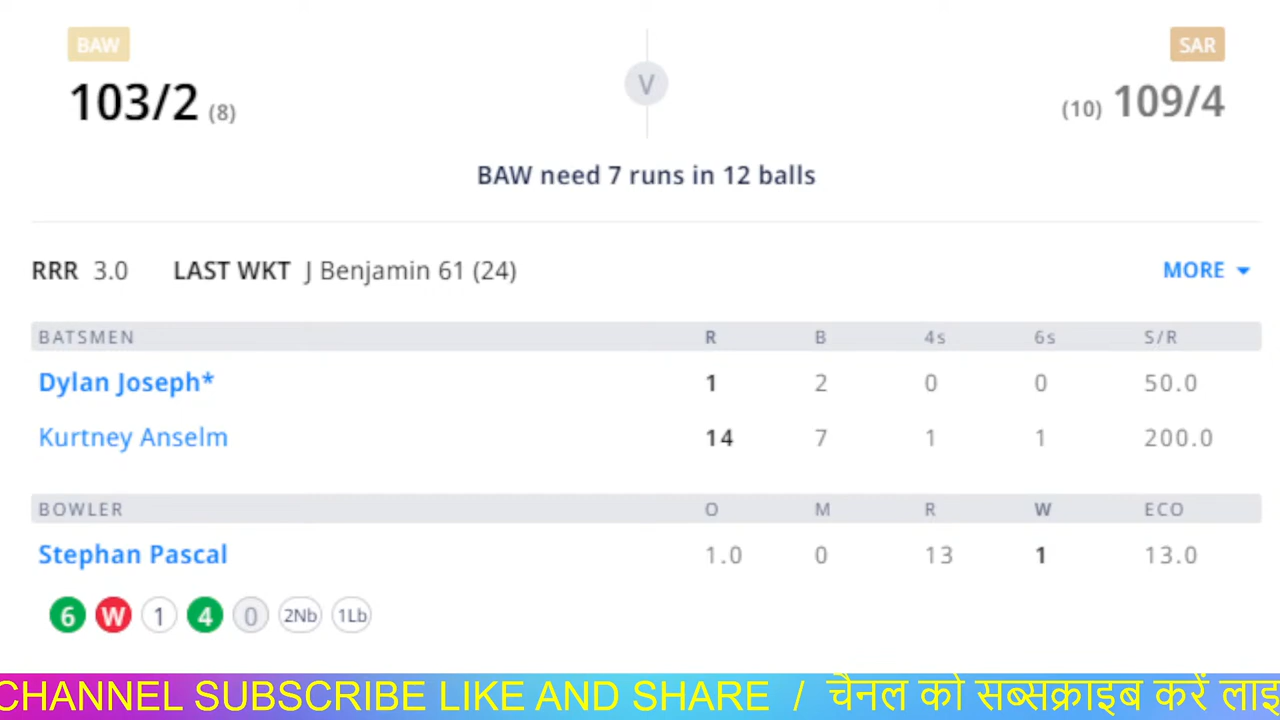 BAW SAR
103/2 (8) V (10) 109/4
BAW need 7 runs in 12 balls
RRR 3.0 LAST WKT J Benjamin 61 (24) MORE
BATSMEN R B 4s 6s S/R
Dylan Joseph* 1 2 0 0 50.0
Kurtney Anselm 14 7 1 1 200.0
BOWLER O M R W ECO
Stephan Pascal 1.0 0 13 1 13.0
6 W 1 4 0 2Nb 1Lb
CHANNEL SUBSCRIBE LIKE AND SHARE / चैनल को सब्सक्राइब करें लाइ